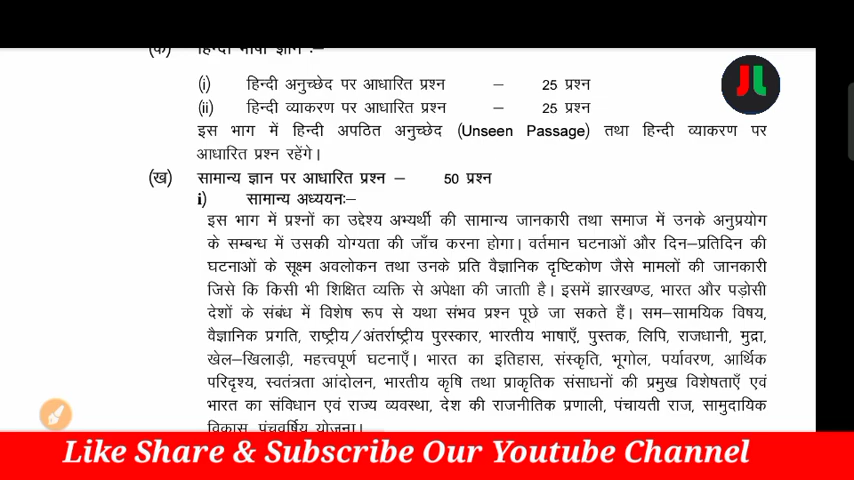 (क) हिन्दी भाषा ज्ञान :–
(i) हिन्दी अनुच्छेद पर आधारित प्रश्न – 25 प्रश्न
(ii) हिन्दी व्याकरण पर आधारित प्रश्न – 25 प्रश्न
इस भाग में हिन्दी अपठित अनुच्छेद (Unseen Passage) तथा हिन्दी व्याकरण पर
आधारित प्रश्न रहेंगे।
(ख) सामान्य ज्ञान पर आधारित प्रश्न – 50 प्रश्न
i) सामान्य अध्ययनः–
इस भाग में प्रश्नों का उद्देश्य अभ्यर्थी की सामान्य जानकारी तथा समाज में उनके अनुप्रयोग
के सम्बन्ध में उसकी योग्यता की जाँच करना होगा। वर्तमान घटनाओं और दिन–प्रतिदिन की
घटनाओं के सूक्ष्म अवलोकन तथा उनके प्रति वैज्ञानिक दृष्टिकोण जैसे मामलों की जानकारी
जिसे कि किसी भी शिक्षित व्यक्ति से अपेक्षा की जाताी है। इसमें झारखण्ड, भारत और पड़ोसी
देशों के संबंध में विशेष रूप से यथा संभव प्रश्न पूछे जा सकते हैं। सम–सामयिक विषय,
वैज्ञानिक प्रगति, राष्ट्रीय/अंतर्राष्ट्रीय पुरस्कार, भारतीय भाषाएँ, पुस्तक, लिपि, राजधानी, मुद्रा,
खेल–खिलाड़ी, महत्त्वपूर्ण घटनाएँ। भारत का इतिहास, संस्कृति, भूगोल, पर्यावरण, आर्थिक
परिदृश्य, स्वतंत्रता आंदोलन, भारतीय कृषि तथा प्राकृतिक संसाधनों की प्रमुख विशेषताएँ एवं
भारत का संविधान एवं राज्य व्यवस्था, देश की राजनीतिक प्रणाली, पंचायती राज, सामुदायिक
विकास, पंचवर्षिय योजना।
Like Share & Subscribe Our Youtube Channel